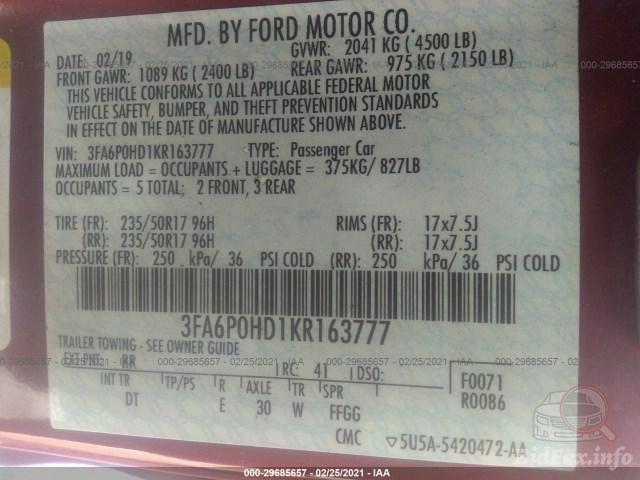 MFD. BY FORD MOTOR CO.
DATE: 02/19 GVWR: 2041 KG ( 4500 LB)
FRONT GAWR: 1089 KG ( 2400 LB) REAR GAWR: 975 KG ( 2150 LB)
THIS VEHICLE CONFORMS TO ALL APPLICABLE FEDERAL MOTOR
VEHICLE SAFETY, BUMPER, AND THEFT PREVENTION STANDARDS
IN EFFECT ON THE DATE OF MANUFACTURE SHOWN ABOVE.
VIN: 3FA6P0HD1KR163777 TYPE: Passenger Car
MAXIMUM LOAD = OCCUPANTS + LUGGAGE = 375KG/ 827LB
OCCUPANTS = 5 TOTAL; 2 FRONT, 3 REAR
TIRE (FR): 235/50R17 96H RIMS (FR): 17x7.5J
(RR): 235/50R17 96H (RR): 17x7.5J
PRESSURE (FR): 250 kPa/ 36 PSI COLD (RR): 250 kPa/ 36 PSI COLD
3FA6P0HD1KR163777
TRAILER TOWING - SEE OWNER GUIDE
EXT PNT: RR RC: 41 DSO:
INT TR TP/PS R AXLE TR SPR F0071
DT E 30 W FFGG R0086
CMC ▽5U5A-5420472-AA
000-29685657 - 02/25/2021 - IAA
BidFax.info